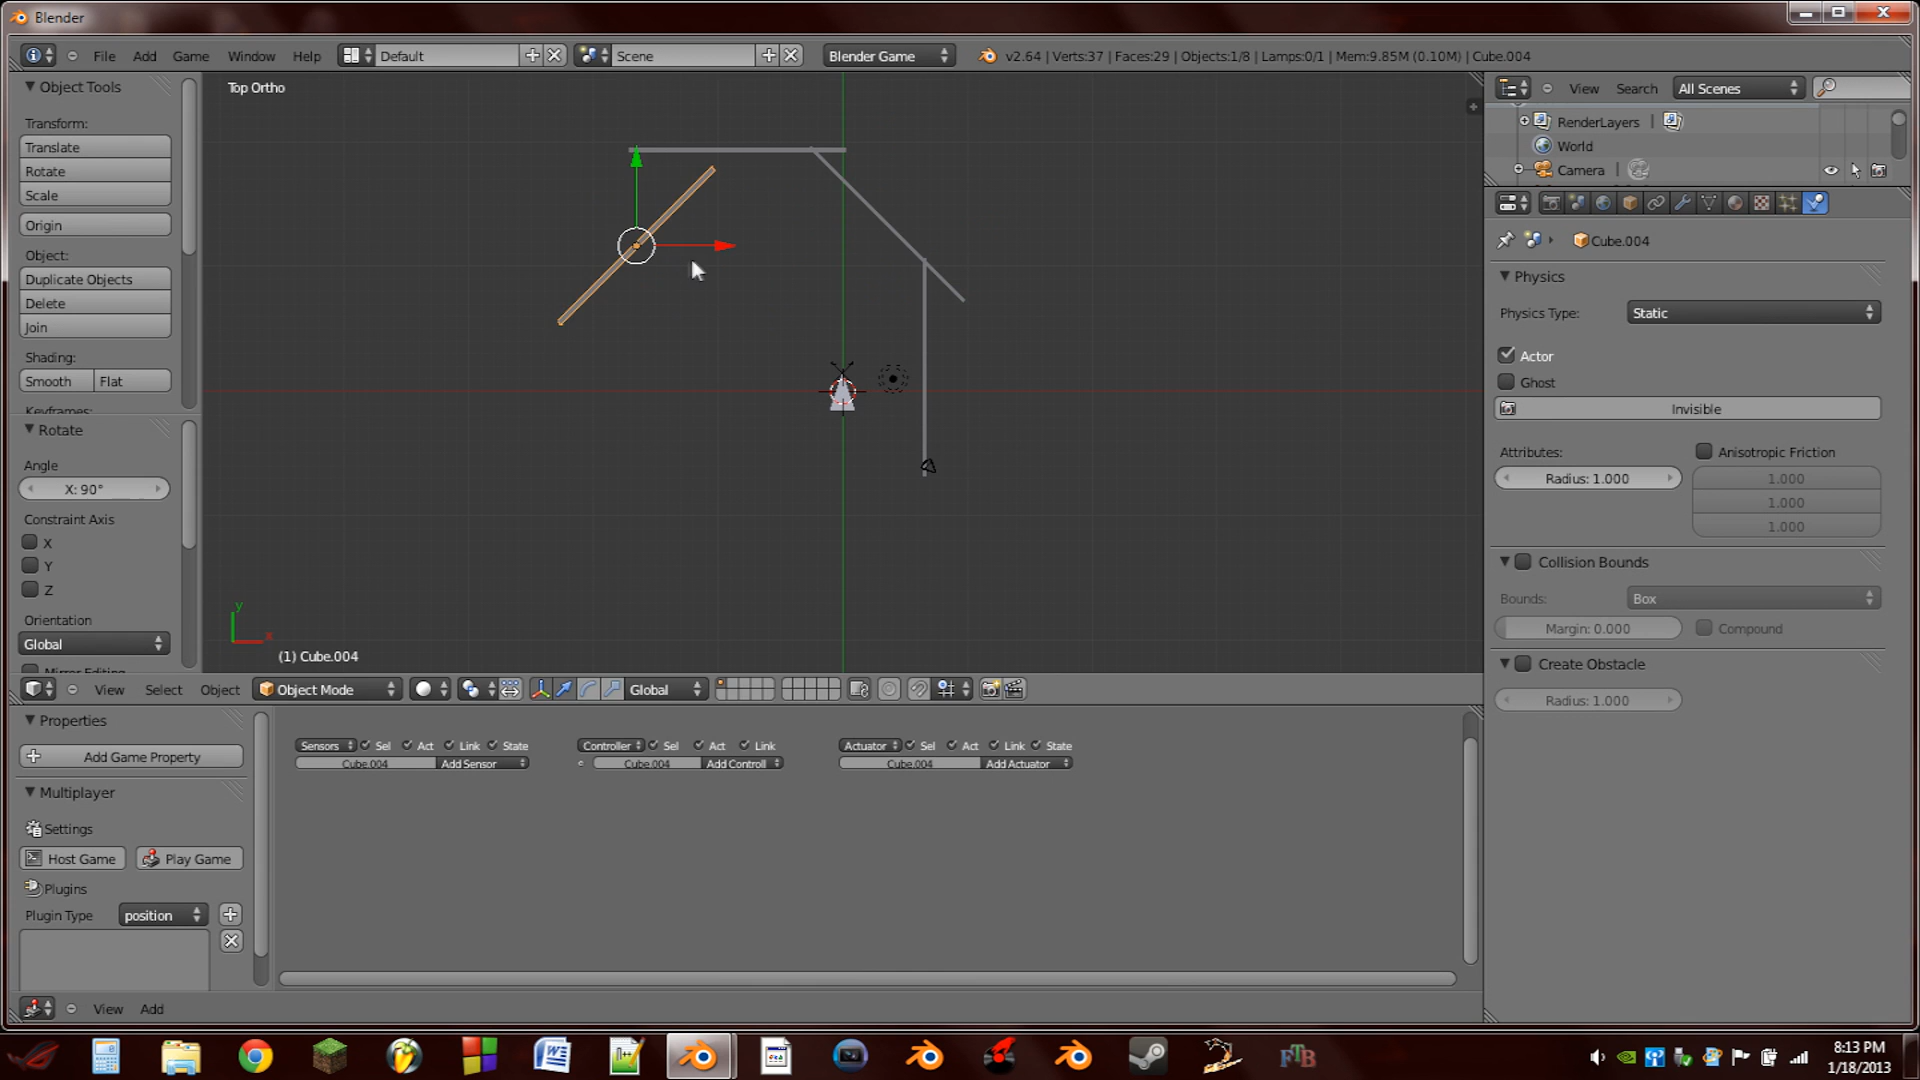 Blender
File Add Game Window Help Default Scene Blender Game v2.64 | Verts:37 | Faces:29 | Objects:1/8 | Lamps:0/1 | Mem:9.85M (0.10M) | Cube.004
Object Tools
Transform:
Translate
Rotate
Scale
Origin
Object:
Duplicate Objects
Delete
Join
Shading:
Smooth Flat
Keyframes:
Rotate
Angle
X: 90°
Constraint Axis
X
Y
Z
Orientation
Global
Mirror Editing
Top Ortho
y
x
(1) Cube.004
View Select Object Object Mode Global
View Search All Scenes
RenderLayers |
World
Camera |
Cube.004
Physics
Physics Type: Static
Actor
Ghost
Invisible
Attributes: Anisotropic Friction
Radius: 1.000 1.000
1.000
1.000
Collision Bounds
Bounds: Box
Margin: 0.000 Compound
Create Obstacle
Radius: 1.000
Properties
Add Game Property
Multiplayer
Settings
Host Game Play Game
Plugins
Plugin Type position
Sensors Sel Act Link State Controller Sel Act Link Actuator Sel Act Link State
Cube.004 Add Sensor Cube.004 Add Controll Cube.004 Add Actuator
View Add
FTB
8:13 PM
1/18/2013